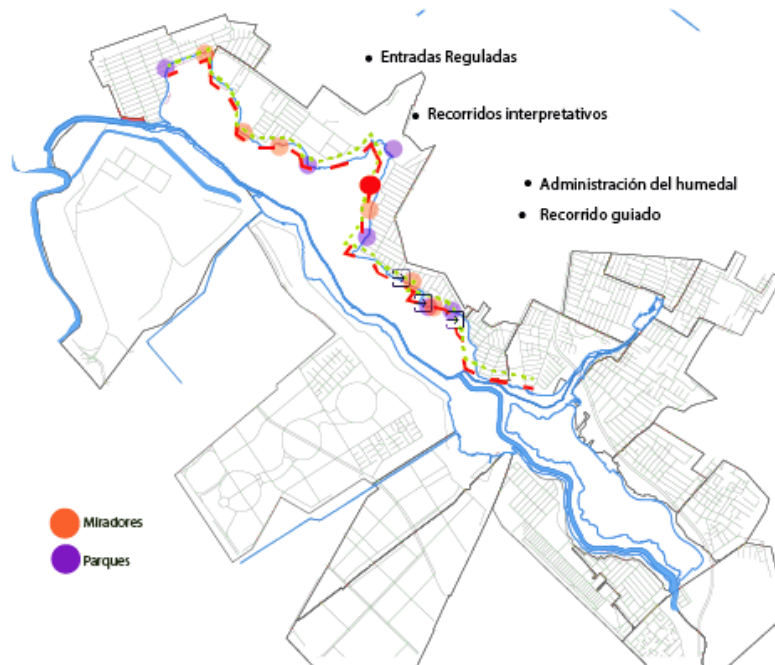 Entradas Reguladas
Recorridos interpretativos
Administración del humedal
Recorrido guiado
Miradores
Parques